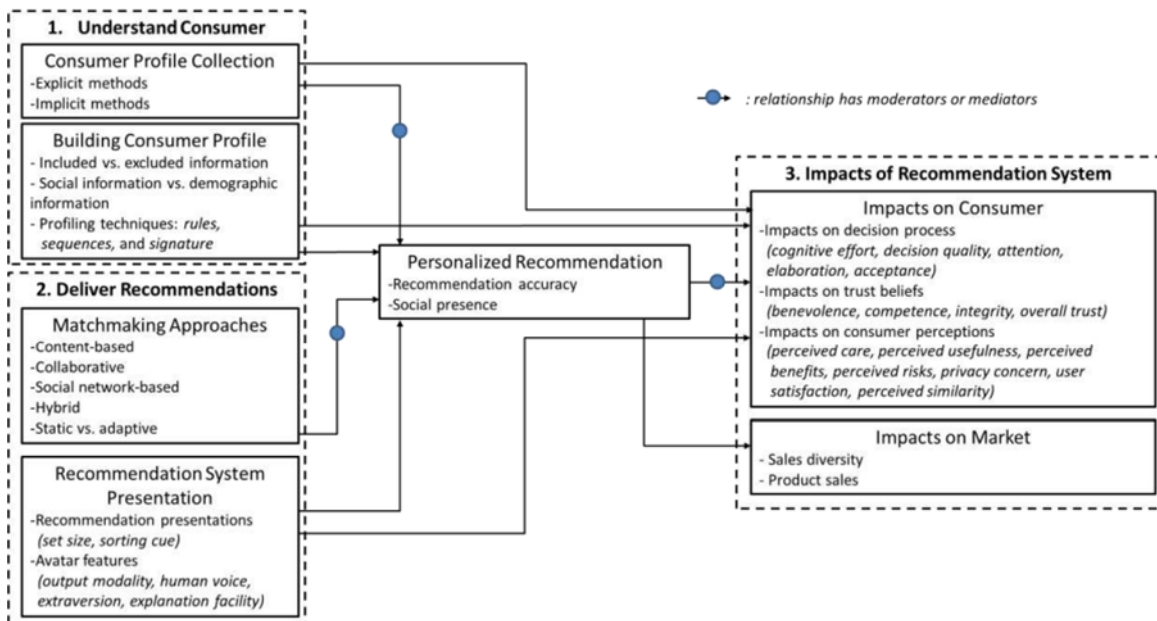 1. Understand Consumer
Consumer Profile Collection
-Explicit methods
-Implicit methods
Building Consumer Profile
- Included vs. excluded information
- Social information vs. demographic
information
- Profiling techniques: rules,
sequences, and signature
2. Deliver Recommendations
Matchmaking Approaches
-Content-based
-Collaborative
-Social network-based
-Hybrid
-Static vs. adaptive
Recommendation System
Presentation
-Recommendation presentations
(set size, sorting cue)
-Avatar features
(output modality, human voice,
extraversion, explanation facility)
Personalized Recommendation
-Recommendation accuracy
-Social presence
: relationship has moderators or mediators
3. Impacts of Recommendation System
Impacts on Consumer
-Impacts on decision process
(cognitive effort, decision quality, attention,
elaboration, acceptance)
-Impacts on trust beliefs
(benevolence, competence, integrity, overall trust)
-Impacts on consumer perceptions
(perceived care, perceived usefulness, perceived
benefits, perceived risks, privacy concern, user
satisfaction, perceived similarity)
Impacts on Market
- Sales diversity
- Product sales